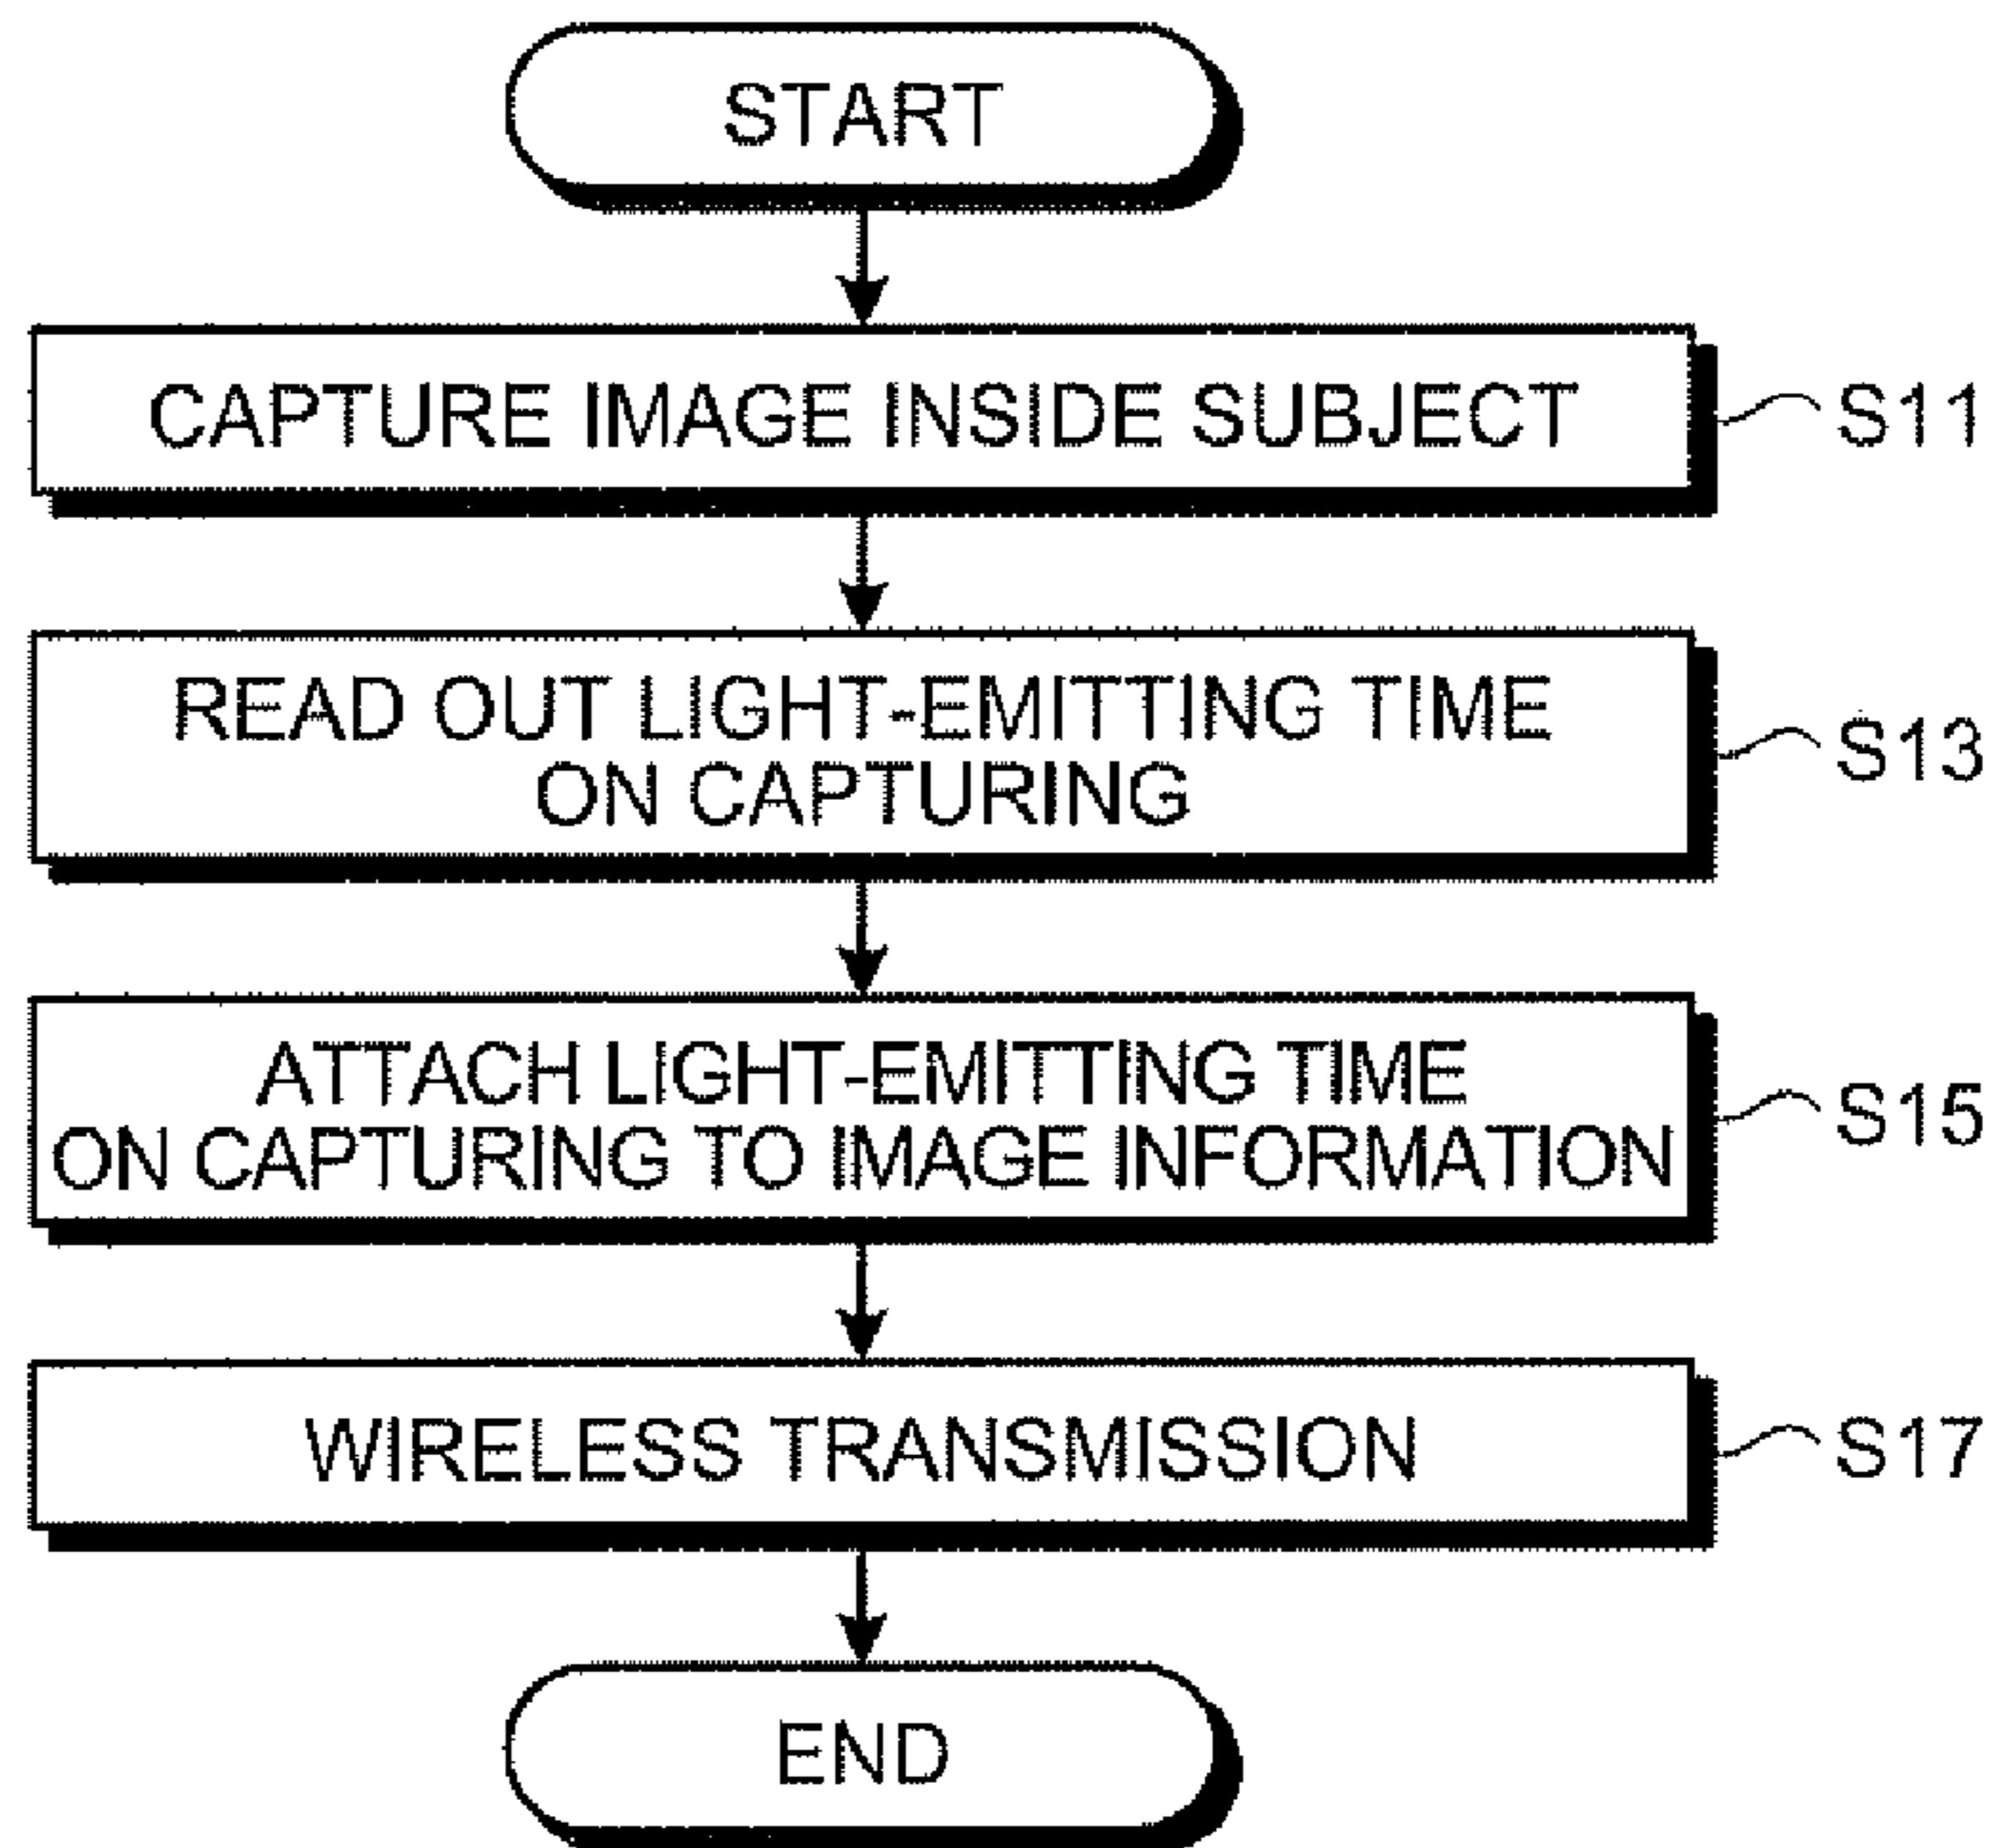 START
CAPTURE IMAGE INSIDE SUBJECT
S11
READ OUT LIGHT-EMITTING TIME
ON CAPTURING
S13
ATTACH LIGHT-EMITTING TIME
ON CAPTURING TO IMAGE INFORMATION
S15
WIRELESS TRANSMISSION
S17
END